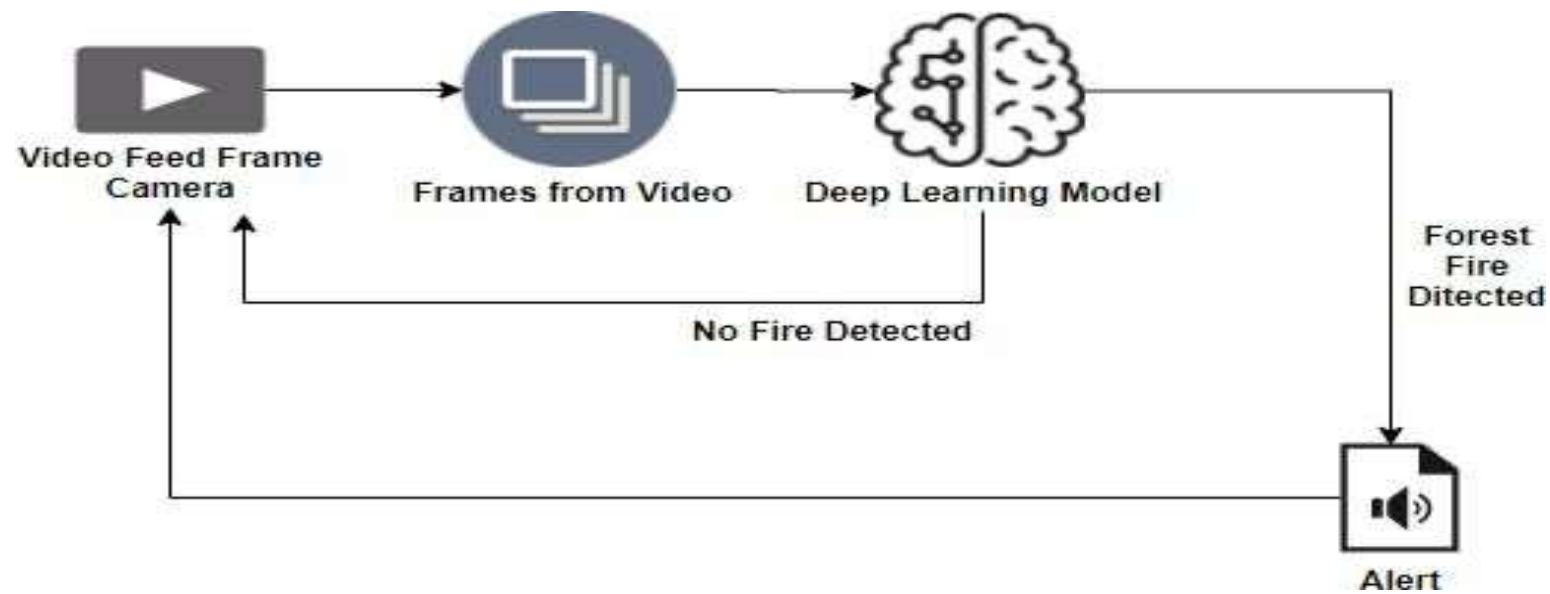 Video Feed Frame
Camera
Frames from Video
Deep Learning Model
Forest
Fire
Ditected
No Fire Detected
Alert